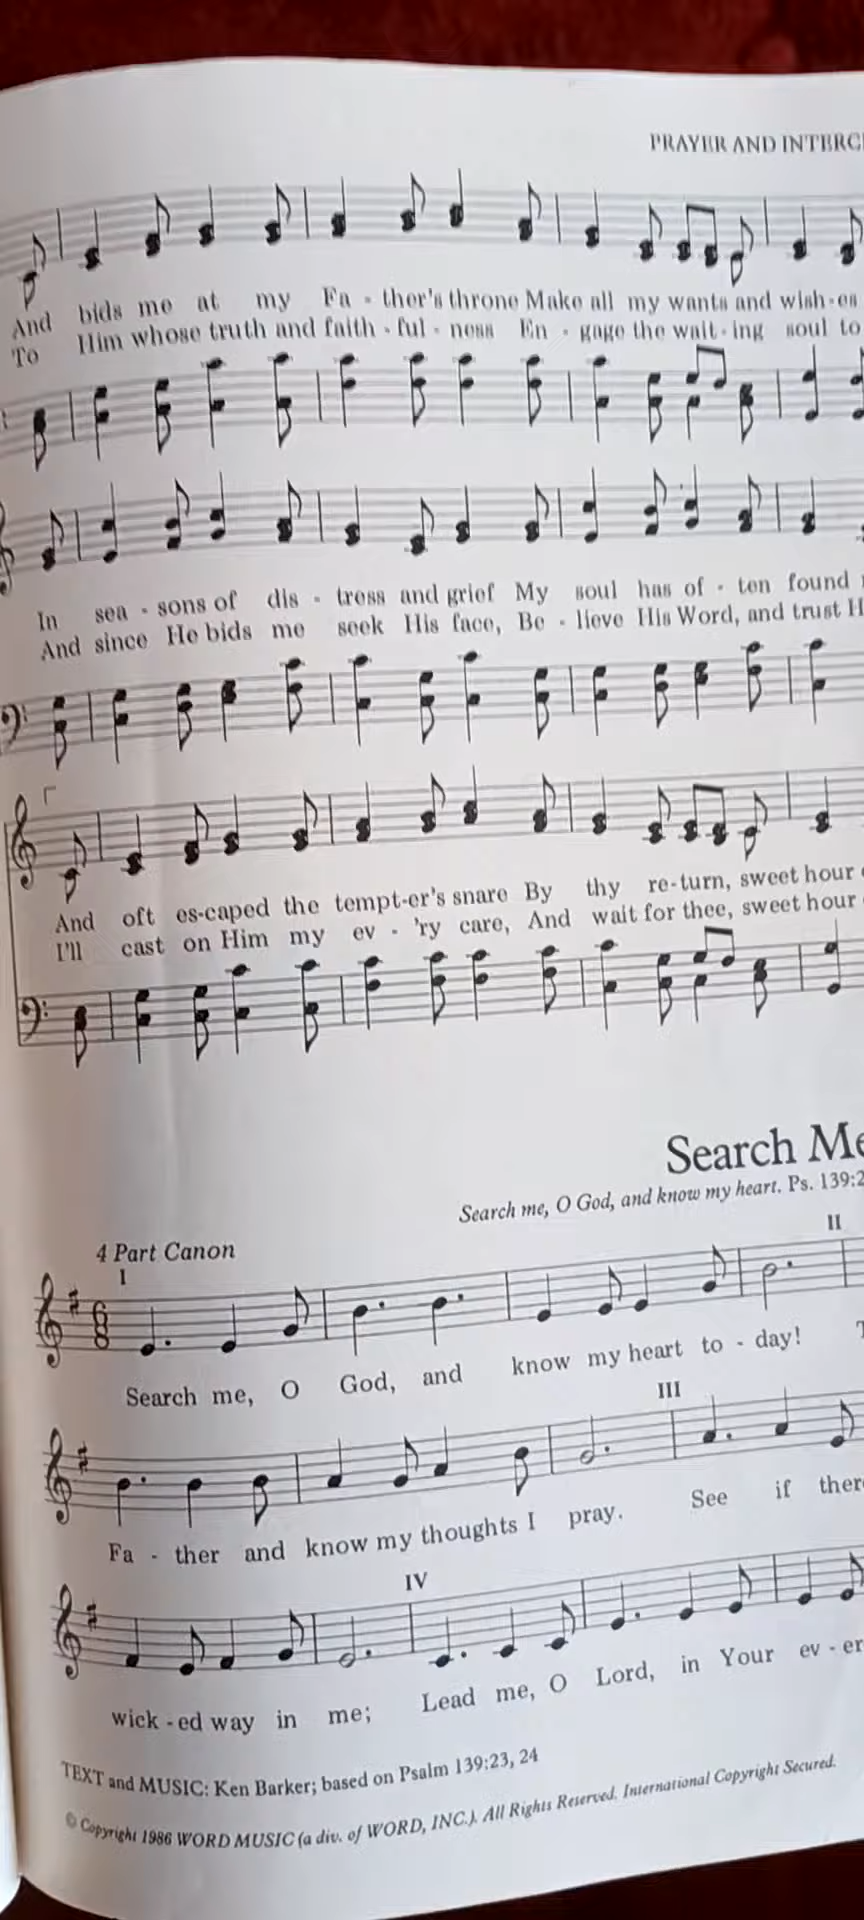 PRAYER AND INTERC
And bids me at my Fa - ther's throne Make all my wants and wish-es
To Him whose truth and faith - ful - ness En - gage the wait - ing soul to
In sea - sons of dis - tress and grief My soul has of - ten found
And since He bids me seek His face, Be - lieve His Word, and trust H
And oft es-caped the tempt-er's snare By thy re-turn, sweet hour
I'll cast on Him my ev - 'ry care, And wait for thee, sweet hour
Search Me
Search me, O God, and know my heart. Ps. 139:2
4 Part Canon
I II
Search me, O God, and know my heart to - day! T
III
Fa - ther and know my thoughts I pray. See if there
IV
wick - ed way in me; Lead me, O Lord, in Your ev - er
TEXT and MUSIC: Ken Barker; based on Psalm 139:23, 24
© Copyright 1986 WORD MUSIC (a div. of WORD, INC.). All Rights Reserved. International Copyright Secured.